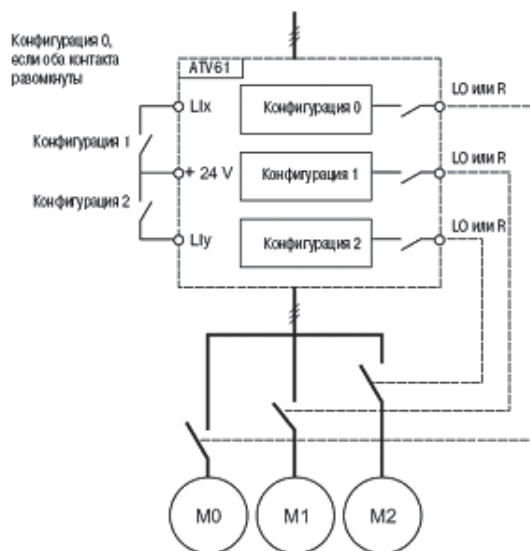 Конфигурация 0,
если оба контакта
разомкнуты
ATV61
LIx
Конфигурация 0
LO или R
Конфигурация 1
+ 24 V
Конфигурация 1
LO или R
Конфигурация 2
LIy
Конфигурация 2
LO или R
M0
M1
M2